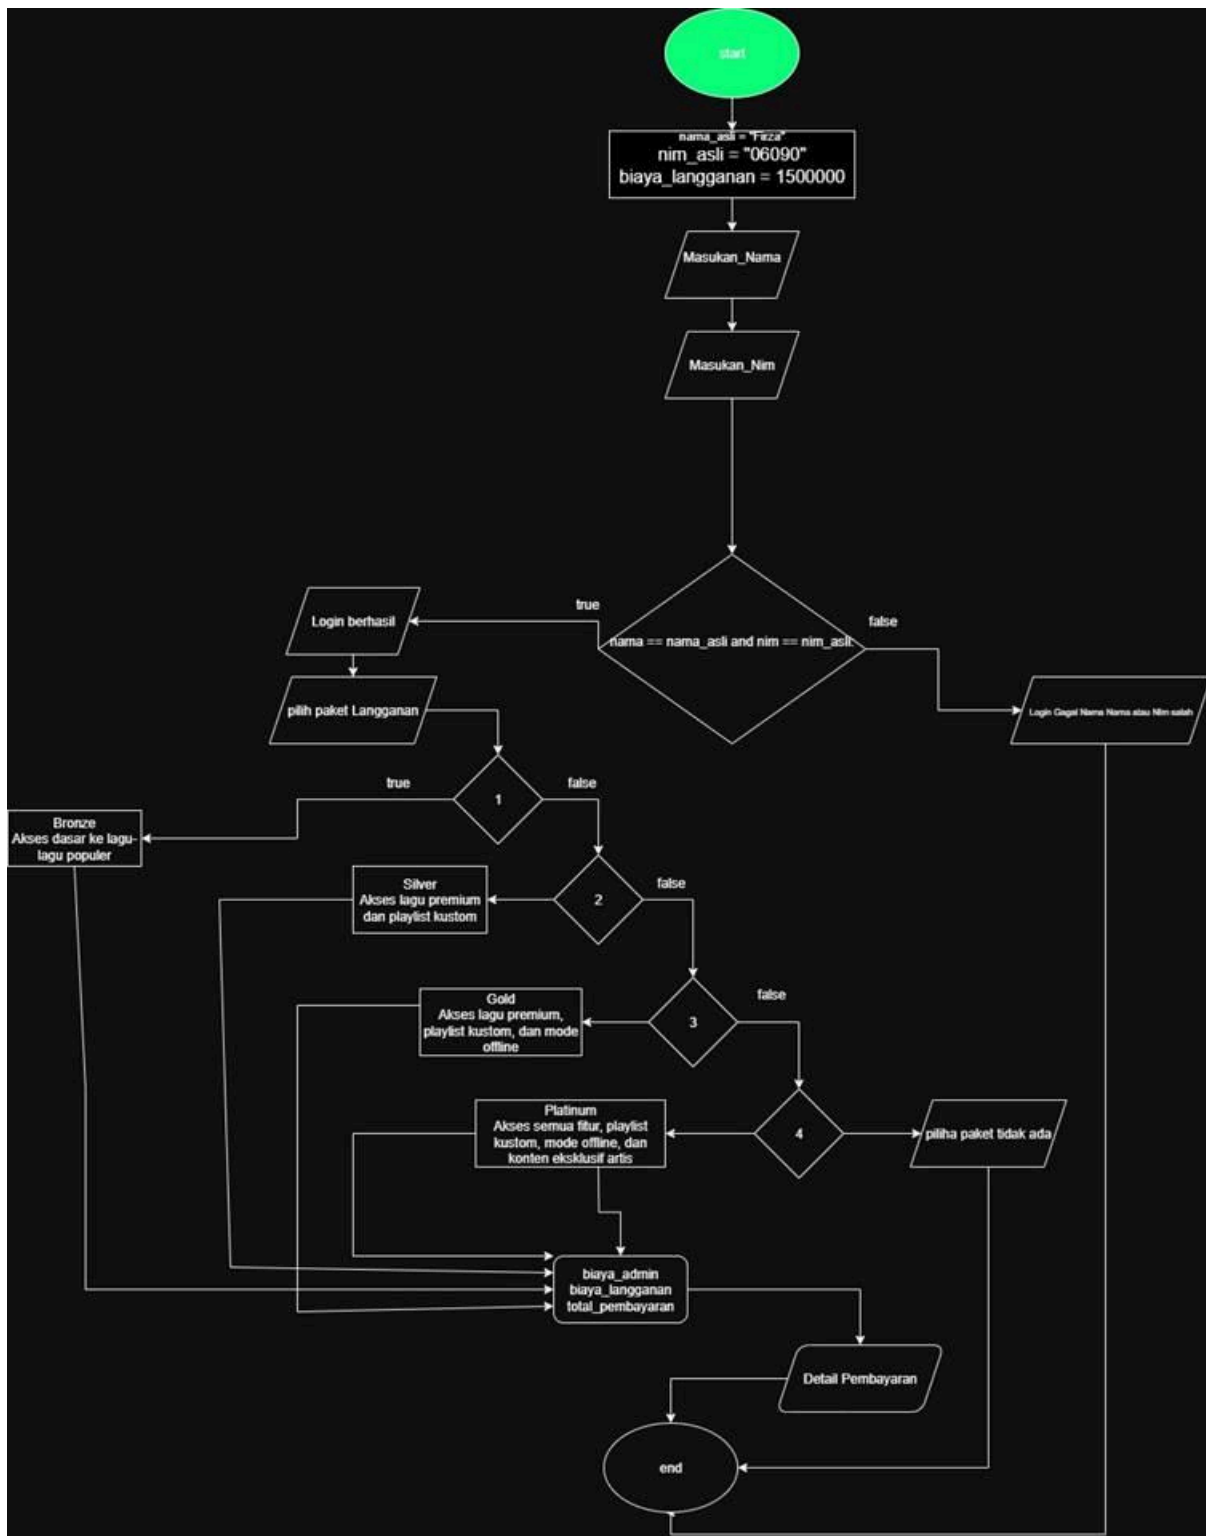 start
nama_asli = "Firza"
nim_asli = "06090"
biaya_langganan = 1500000
Masukan_Nama
Masukan_Nim
true
false
nama == nama_asli and nim == nim_asli:
Login berhasil
pilih paket Langganan
Login Gagal Nama Nama atau NIm salah
true
false
1
Bronze
Akses dasar ke lagu-
lagu populer
false
2
Silver
Akses lagu premium
dan playlist kustom
false
3
Gold
Akses lagu premium,
playlist kustom, dan mode
offline
4
Platinum
Akses semua fitur, playlist
kustom, mode offline, dan
konten eksklusif artis
piliha paket tidak ada
biaya_admin
biaya_langganan
total_pembayaran
Detail Pembayaran
end